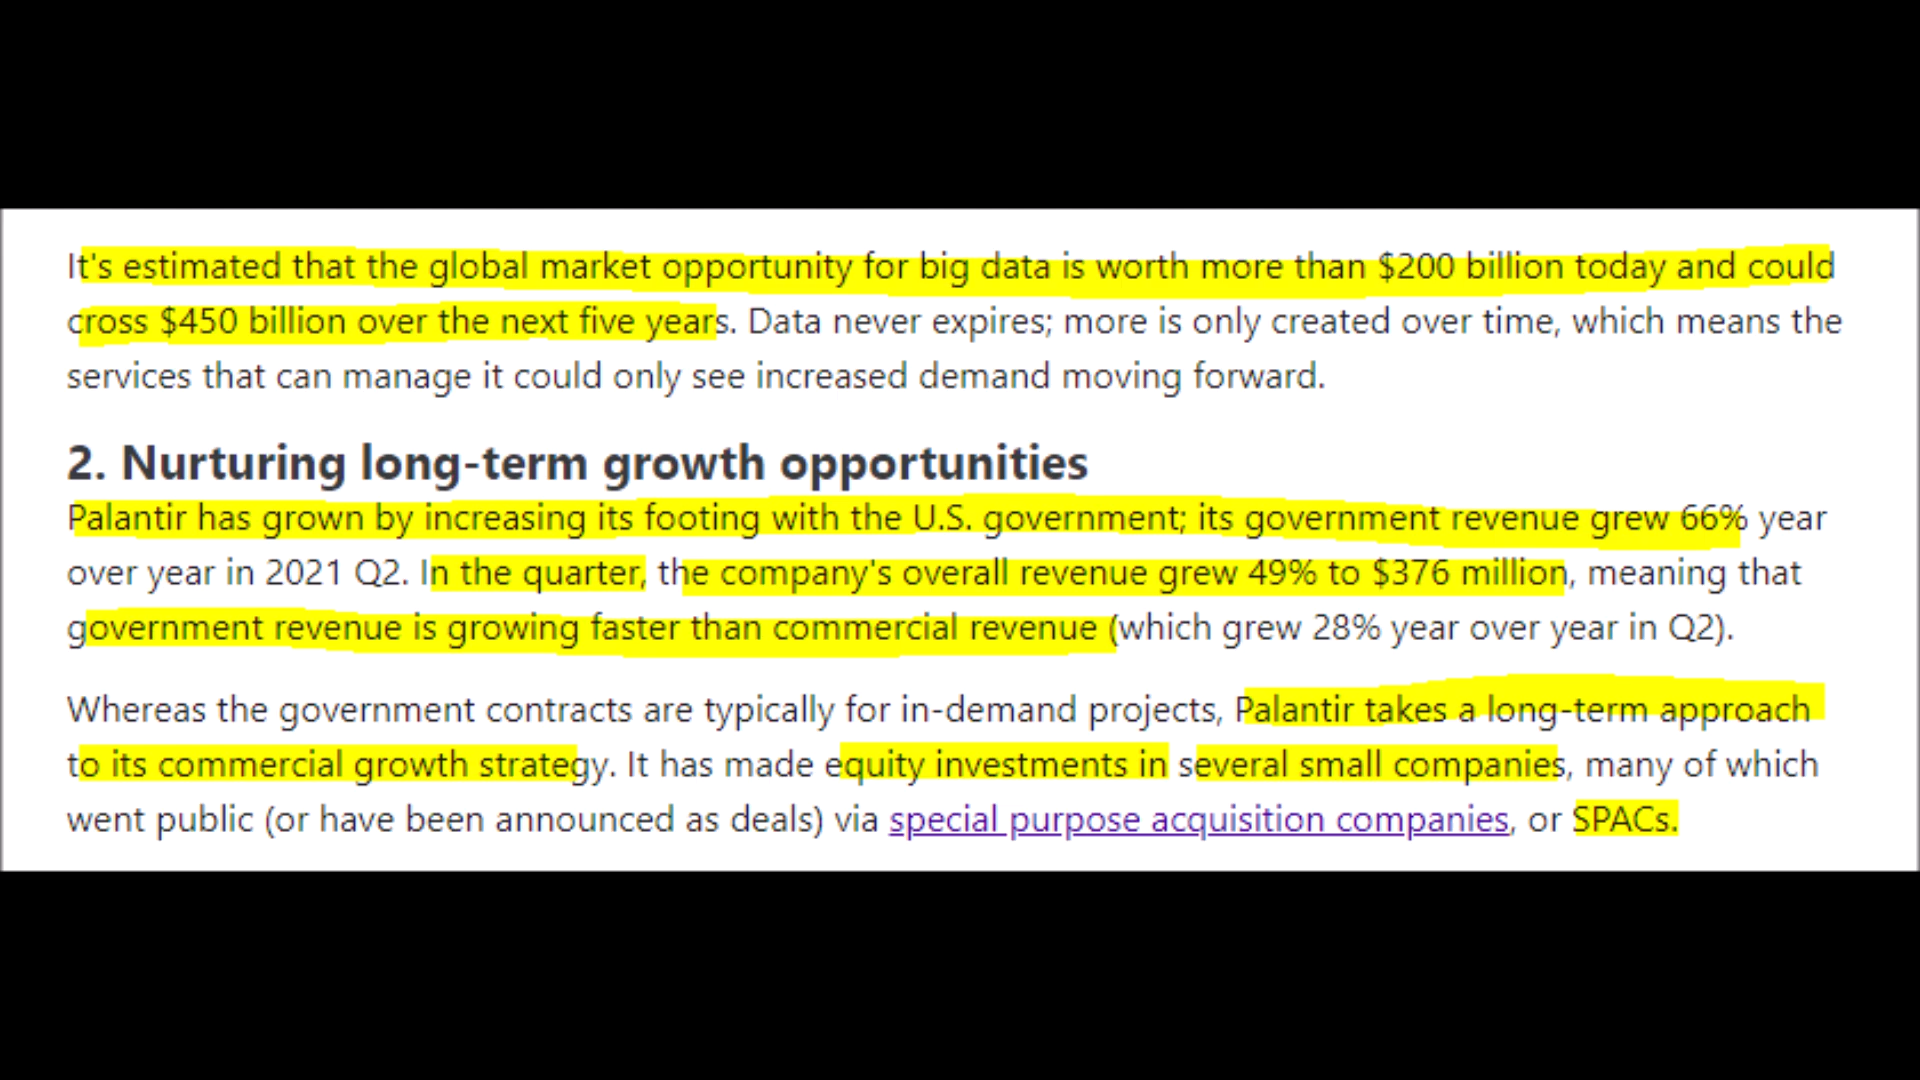 It's estimated that the global market opportunity for big data is worth more than $200 billion today and could
cross $450 billion over the next five years. Data never expires; more is only created over time, which means the
services that can manage it could only see increased demand moving forward.
2. Nurturing long-term growth opportunities
Palantir has grown by increasing its footing with the U.S. government; its government revenue grew 66% year
over year in 2021 Q2. In the quarter, the company's overall revenue grew 49% to $376 million, meaning that
government revenue is growing faster than commercial revenue (which grew 28% year over year in Q2).
Whereas the government contracts are typically for in-demand projects, Palantir takes a long-term approach
to its commercial growth strategy. It has made equity investments in several small companies, many of which
went public (or have been announced as deals) via special purpose acquisition companies, or SPACs.